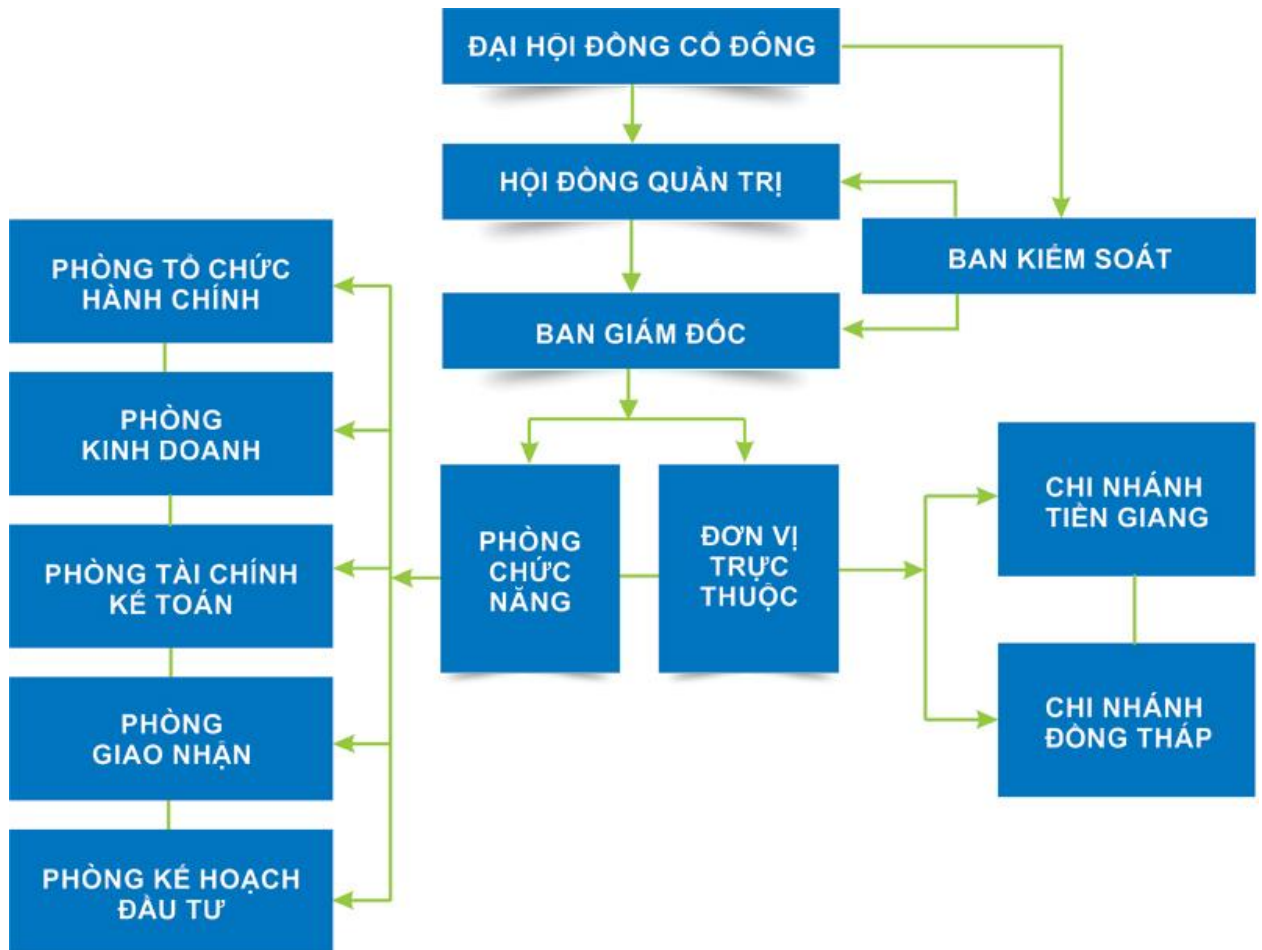 ĐẠI HỘI ĐỒNG CỔ ĐÔNG
HỘI ĐỒNG QUẢN TRỊ
BAN KIỂM SOÁT
BAN GIÁM ĐỐC
PHÒNG TỔ CHỨC
HÀNH CHÍNH
PHÒNG
KINH DOANH
PHÒNG TÀI CHÍNH
KẾ TOÁN
PHÒNG
GIAO NHẬN
PHÒNG KẾ HOẠCH
ĐẦU TƯ
PHÒNG
CHỨC
NĂNG
ĐƠN VỊ
TRỰC
THUỘC
CHI NHÁNH
TIỀN GIANG
CHI NHÁNH
ĐỒNG THÁP